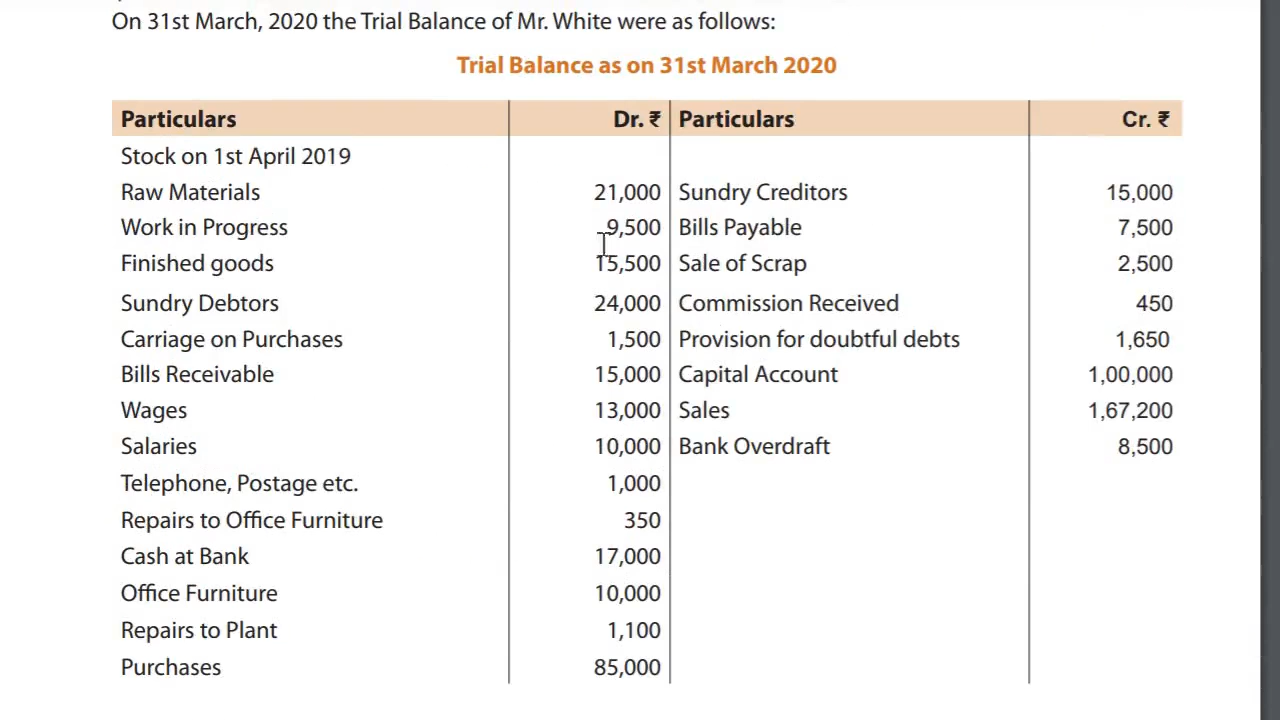 On 31st March, 2020 the Trial Balance of Mr. White were as follows:
Trial Balance as on 31st March 2020
Particulars Dr. ₹ Particulars Cr. ₹
Stock on 1st April 2019
Raw Materials 21,000 Sundry Creditors 15,000
Work in Progress 9,500 Bills Payable 7,500
Finished goods 15,500 Sale of Scrap 2,500
Sundry Debtors 24,000 Commission Received 450
Carriage on Purchases 1,500 Provision for doubtful debts 1,650
Bills Receivable 15,000 Capital Account 1,00,000
Wages 13,000 Sales 1,67,200
Salaries 10,000 Bank Overdraft 8,500
Telephone, Postage etc. 1,000
Repairs to Office Furniture 350
Cash at Bank 17,000
Office Furniture 10,000
Repairs to Plant 1,100
Purchases 85,000